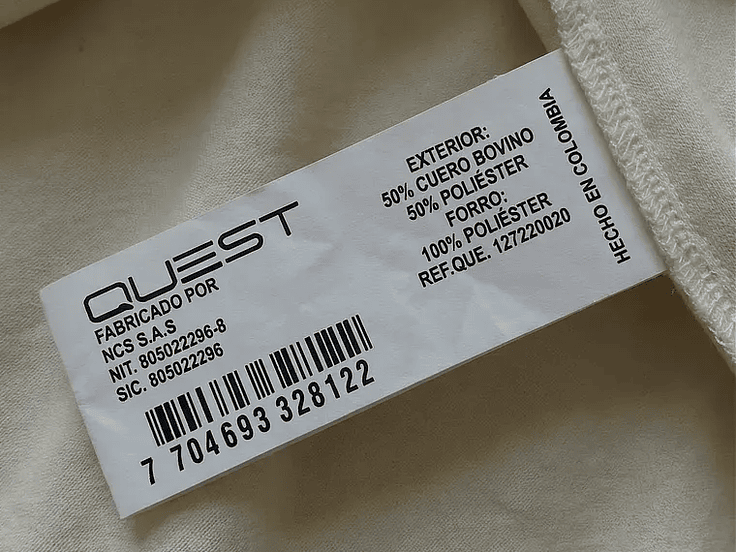 QUEST
FABRICADO POR
NCS S.A.S
NIT. 805022296-8
SIC. 805022296
7 704693 328122
EXTERIOR:
50% CUERO BOVINO
50% POLIÉSTER
FORRO:
100% POLIÉSTER
REF.QUE. 127220020
HECHO EN COLOMBIA